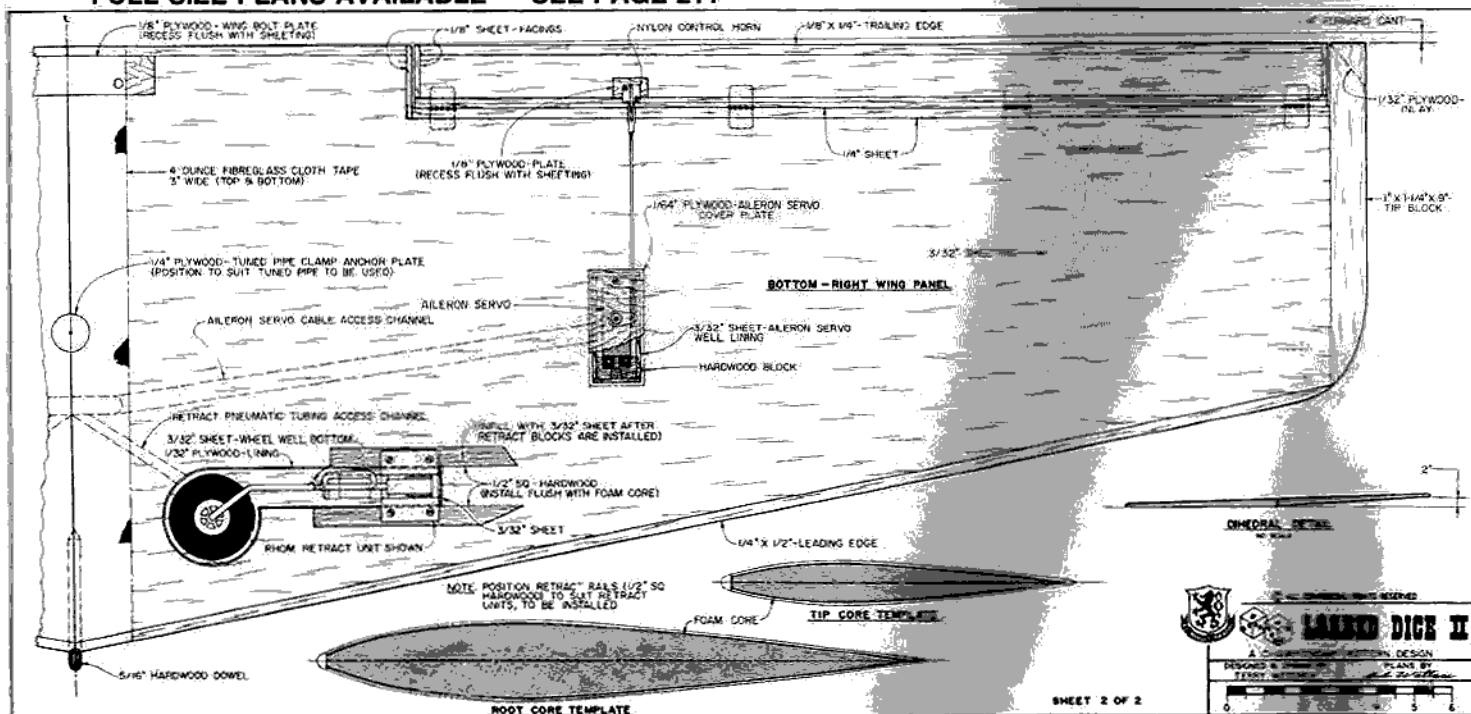 FULL SIZE PLANS AVAILABLE — SEE PAGE 217
1/8" PLYWOOD-WING BOLT PLATE
(RECESS FLUSH WITH SHEETING)
1/8" SHEET-FACINGS
NYLON CONTROL HORN
1/8" X 1/4"-TRAILING EDGE
FORWARD CANT
1/32" PLYWOOD-
INLAY
4 OUNCE FIBREGLASS CLOTH TAPE
3" WIDE (TOP & BOTTOM)
1/8" PLYWOOD-PLATE
(RECESS FLUSH WITH SHEETING)
1/4" SHEET
1/64" PLYWOOD-AILERON SERVO
COVER PLATE
1" X 1-1/4" X 9"-
TIP BLOCK
1/4" PLYWOOD-TUNED PIPE CLAMP ANCHOR PLATE
(POSITION TO SUIT TUNED PIPE TO BE USED)
3/32" SHEET
BOTTOM-RIGHT WING PANEL
AILERON SERVO
AILERON SERVO CABLE ACCESS CHANNEL
3/32" SHEET-AILERON SERVO
WELL LINING
HARDWOOD BLOCK
RETRACT PNEUMATIC TUBING ACCESS CHANNEL
3/32" SHEET-WHEEL WELL BOTTOM
1/32" PLYWOOD-LINING
(INFILL WITH 3/32" SHEET AFTER
RETRACT BLOCKS ARE INSTALLED)
1/2" SQ-HARDWOOD
(INSTALL FLUSH WITH FOAM CORE)
3/32" SHEET
RHOM RETRACT UNIT SHOWN
1/4" X 1/2"-LEADING EDGE
2"
DIHEDRAL DETAIL
NO SCALE
NOTE: POSITION RETRACT RAILS (1/2" SQ
HARDWOOD) TO SUIT RETRACT
UNITS, TO BE INSTALLED
TIP CORE TEMPLATE
FOAM CORE
5/16" HARDWOOD DOWEL
ROOT CORE TEMPLATE
SHEET 2 OF 2
COMMERCIAL RIGHTS RESERVED
LOADED DICE II
DESIGN
DESIGNED &
TERRY
PLANS BY
0 5 6